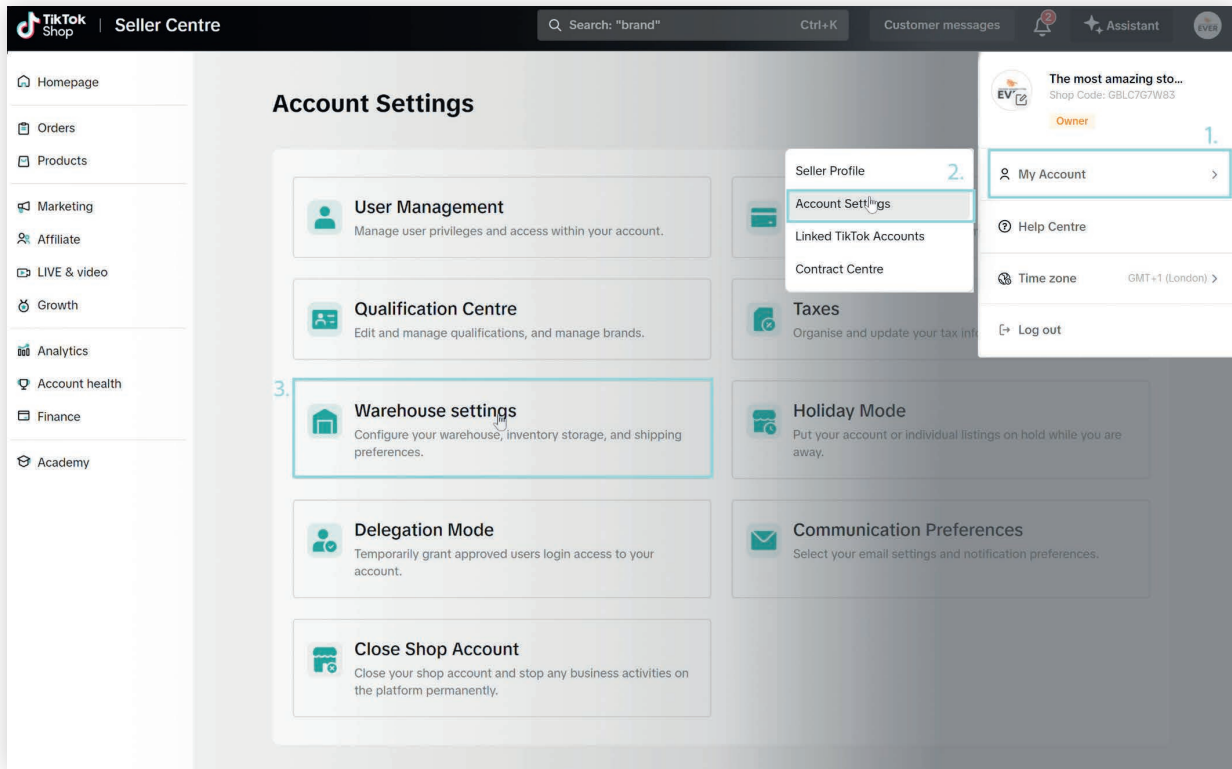 TikTok
Shop
Seller Centre
Search: "brand"
Ctrl+K
Customer messages
2
Assistant
EVER
Homepage
Orders
Products
Marketing
Affiliate
LIVE & video
Growth
Analytics
Account health
Finance
Academy
Account Settings
User Management
Manage user privileges and access within your account.
Qualification Centre
Edit and manage qualifications, and manage brands.
Taxes
Organise and update your tax
3.
Warehouse settings
Configure your warehouse, inventory storage, and shipping
preferences.
Holiday Mode
Put your account or individual listings on hold while you are
away.
Delegation Mode
Temporarily grant approved users login access to your
account.
Communication Preferences
Select your email settings and notification preferences.
Close Shop Account
Close your shop account and stop any business activities on
the platform permanently.
Seller Profile
2.
Account Settings
Linked TikTok Accounts
Contract Centre
The most amazing sto...
Shop Code: GBLC7G7W83
Owner
1.
My Account
Help Centre
Time zone
GMT+1 (London)
Log out